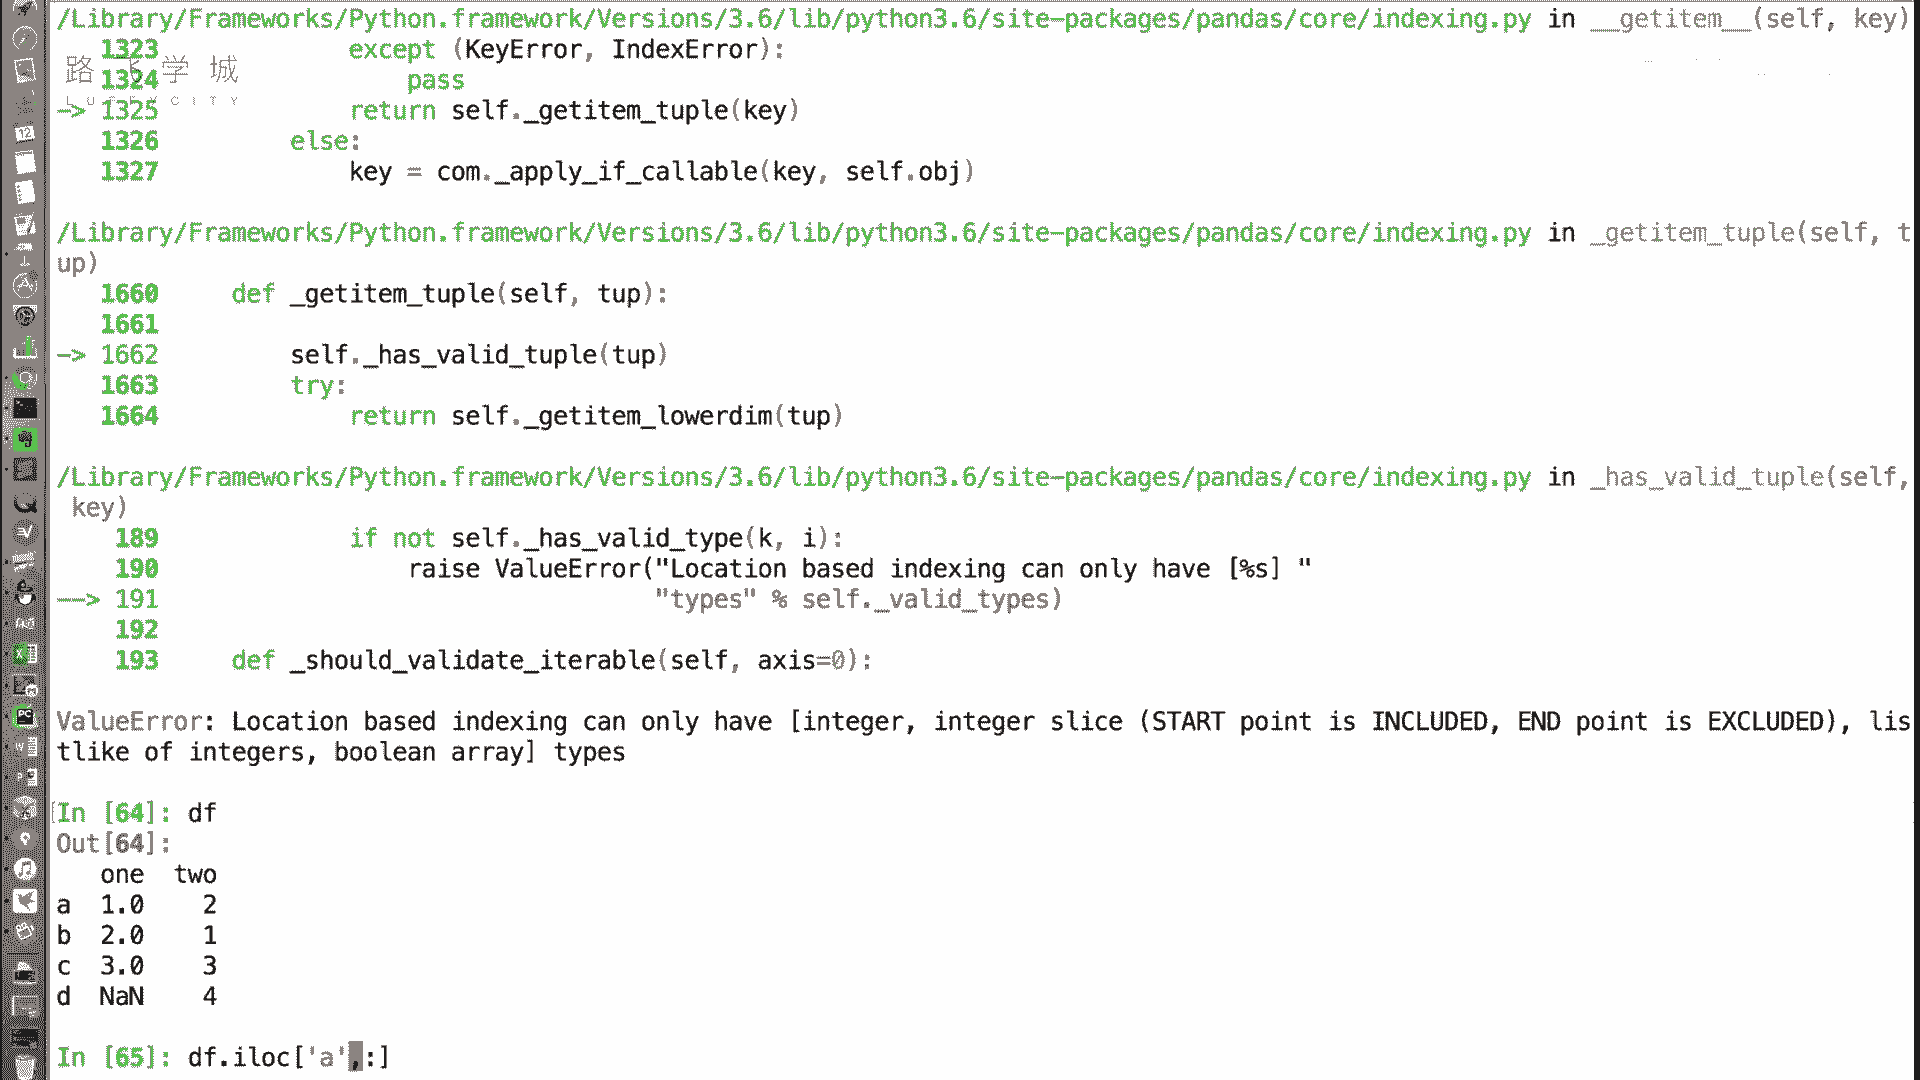 /Library/Frameworks/Python.framework/Versions/3.6/lib/python3.6/site-packages/pandas/core/indexing.py in __getitem__(self, key)
1323             except (KeyError, IndexError):
路飞学城
1324                 pass
LUFFYCITY
-> 1325             return self._getitem_tuple(key)
1326         else:
1327             key = com._apply_if_callable(key, self.obj)
/Library/Frameworks/Python.framework/Versions/3.6/lib/python3.6/site-packages/pandas/core/indexing.py in _getitem_tuple(self, t
up)
1660     def _getitem_tuple(self, tup):
1661
-> 1662         self._has_valid_tuple(tup)
1663         try:
1664             return self._getitem_lowerdim(tup)
/Library/Frameworks/Python.framework/Versions/3.6/lib/python3.6/site-packages/pandas/core/indexing.py in _has_valid_tuple(self,
 key)
189             if not self._has_valid_type(k, i):
190                 raise ValueError("Location based indexing can only have [%s] "
--> 191                                  "types" % self._valid_types)
192
193     def _should_validate_iterable(self, axis=0):
ValueError: Location based indexing can only have [integer, integer slice (START point is INCLUDED, END point is EXCLUDED), lis
tlike of integers, boolean array] types
In [64]: df
Out[64]:
   one  two
a  1.0    2
b  2.0    1
c  3.0    3
d  NaN    4
In [65]: df.iloc['a',:]